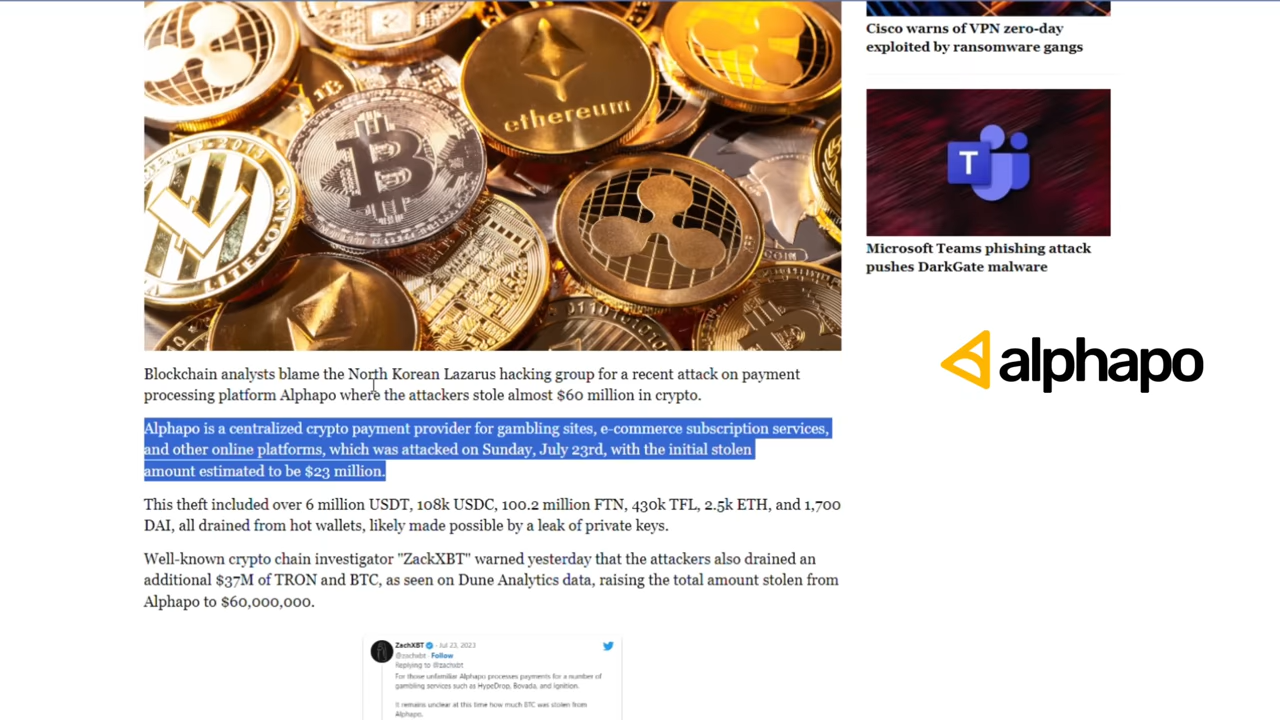 Cisco warns of VPN zero-day
exploited by ransomware gangs
ethereum
LITECOIN
T
Microsoft Teams phishing attack
pushes DarkGate malware
alphapo
Blockchain analysts blame the North Korean Lazarus hacking group for a recent attack on payment
processing platform Alphapo where the attackers stole almost $60 million in crypto.
Alphapo is a centralized crypto payment provider for gambling sites, e-commerce subscription services,
and other online platforms, which was attacked on Sunday, July 23rd, with the initial stolen
amount estimated to be $23 million.
This theft included over 6 million USDT, 108k USDC, 100.2 million FTN, 430k TFL, 2.5k ETH, and 1,700
DAI, all drained from hot wallets, likely made possible by a leak of private keys.
Well-known crypto chain investigator "ZackXBT" warned yesterday that the attackers also drained an
additional $37M of TRON and BTC, as seen on Dune Analytics data, raising the total amount stolen from
Alphapo to $60,000,000.
ZachXBT · Jul 23, 2023
@zachxbt · Follow
Replying to @zachxbt
For those unfamiliar Alphapo processes payments for a number of
gambling services such as HypeDrop, Bovada, and Ignition.
It remains unclear at this time how much BTC was stolen from
Alphapo.